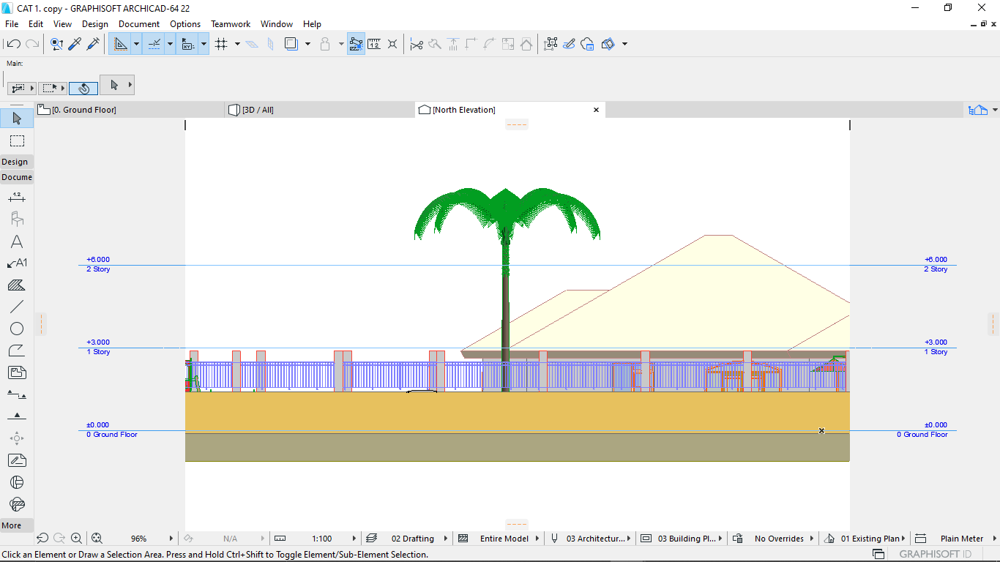 CAT 1. copy - GRAPHISOFT ARCHICAD-64 22
File Edit View Design Document Options Teamwork Window Help
1 2
Main:
[0. Ground Floor] [3D / All] [North Elevation]
Design
Docume
1.2
A
A1
More
+6.000 +6.000
2 Story 2 Story
+3.000 +3.000
1 Story 1 Story
±0.000 ±0.000
0 Ground Floor 0 Ground Floor
96% N/A 1:100 02 Drafting Entire Model 03 Architectur... 03 Building Pl... No Overrides 01 Existing Plan Plain Meter
Click an Element or Draw a Selection Area. Press and Hold Ctrl+Shift to Toggle Element/Sub-Element Selection. GRAPHISOFT ID